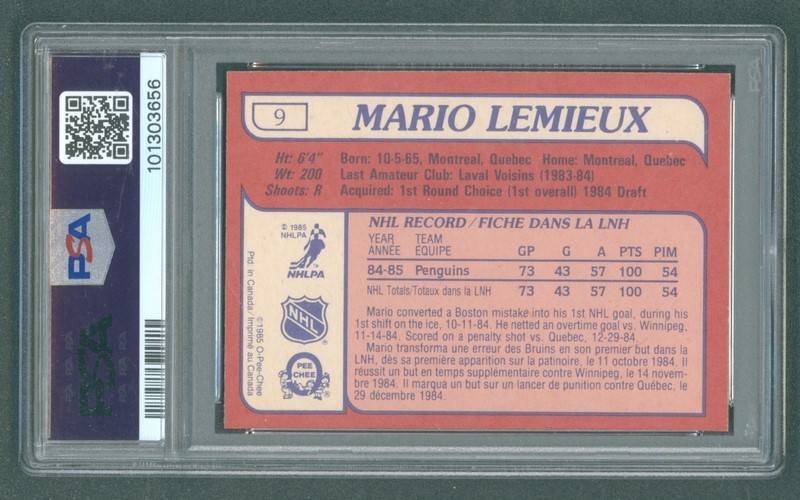 PSA
101303656
PSA
9 MARIO LEMIEUX
Ht: 6'4" Born: 10-5-65, Montreal, Quebec Home: Montreal, Quebec
Wt: 200 Last Amateur Club: Laval Voisins (1983-84)
Shoots: R Acquired: 1st Round Choice (1st overall) 1984 Draft
© 1985
NHLPA
NHLPA
TM
NHL
PEE
CHEE
©1985 O-Pee-Chee
Ptd. in Canada/Imprimé au Canada
NHL RECORD/FICHE DANS LA LNH
YEAR TEAM
ANNÉE ÉQUIPE GP G A PTS PIM
84-85 Penguins 73 43 57 100 54
NHL Totals/Totaux dans la LNH 73 43 57 100 54
Mario converted a Boston mistake into his 1st NHL goal, during his
1st shift on the ice, 10-11-84. He netted an overtime goal vs. Winnipeg,
11-14-84. Scored on a penalty shot vs. Quebec, 12-29-84.
Mario transforma une erreur des Bruins en son premier but dans la
LNH, dès sa première apparition sur la patinoire, le 11 octobre 1984. Il
réussit un but en temps supplémentaire contre Winnipeg, le 14 novem-
bre 1984. Il marqua un but sur un lancer de punition contre Québec, le
29 décembre 1984.